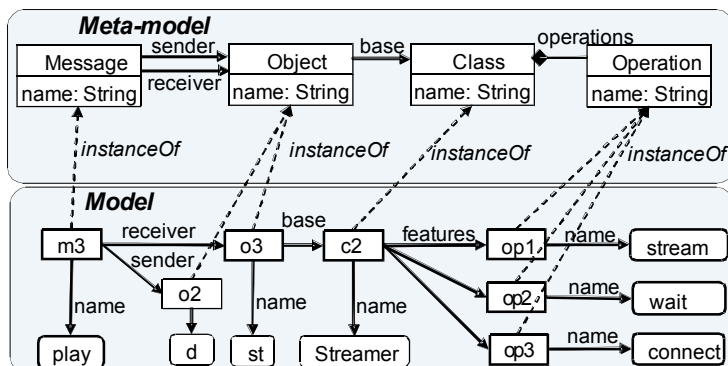 Meta-model
sender
base
operations
Message
Object
Class
Operation
name: String
receiver
name: String
name: String
name: String
instanceOf
instanceOf
instanceOf
instanceOf
Model
receiver
base
features
name
m3
o3
c2
op1
stream
sender
o2
op2
name
wait
name
name
name
name
play
d
st
Streamer
op3
connect